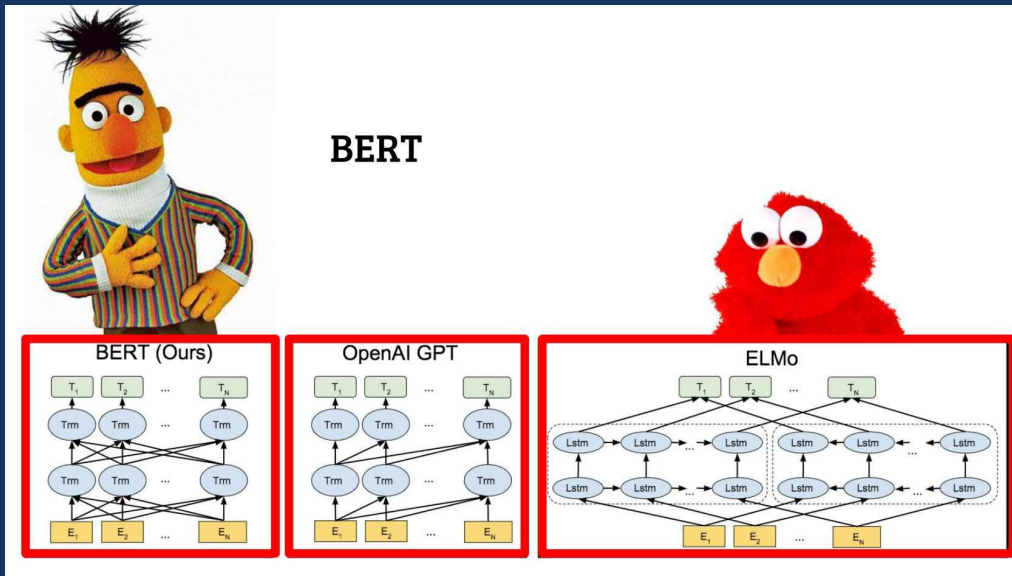 BERT
BERT (Ours)
T1 T2 ... TN
Trm Trm ... Trm
Trm Trm ... Trm
E1 E2 ... EN
OpenAI GPT
T1 T2 ... TN
Trm Trm ... Trm
Trm Trm ... Trm
E1 E2 ... EN
ELMo
T1 T2 ... TN
Lstm Lstm ... Lstm Lstm Lstm ... Lstm
Lstm Lstm ... Lstm Lstm Lstm ... Lstm
E1 E2 ... EN